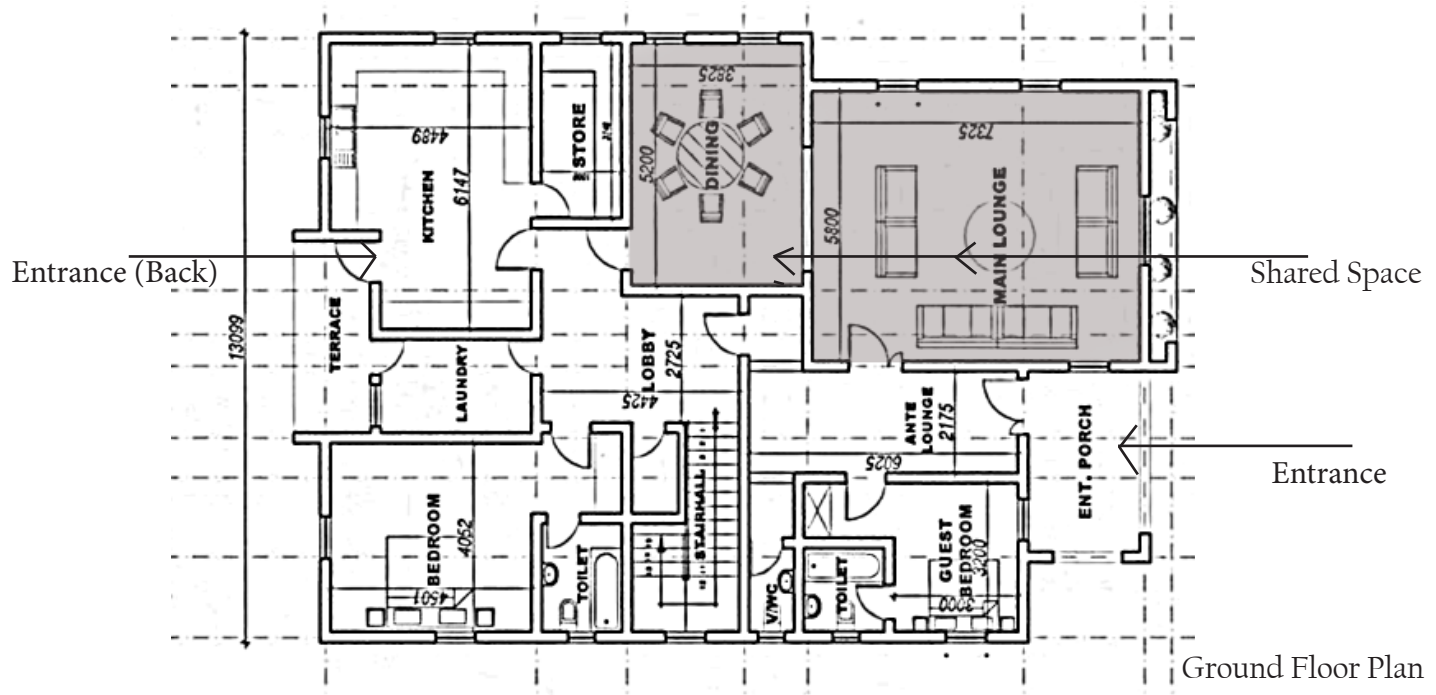 3825
STORE
DINING
5200
4489
KITCHEN
6147
7325
MAIN LOUNGE
5800
Entrance (Back)
Shared Space
13099
TERRACE
LAUNDRY
LOBBY
2725
4425
ANTE
LOUNGE
2175
6025
ENT. PORCH
Entrance
BEDROOM
4052
4501
TOILET
STAIRHALL
V/WC
TOILET
GUEST
BEDROOM
3200
3000
Ground Floor Plan